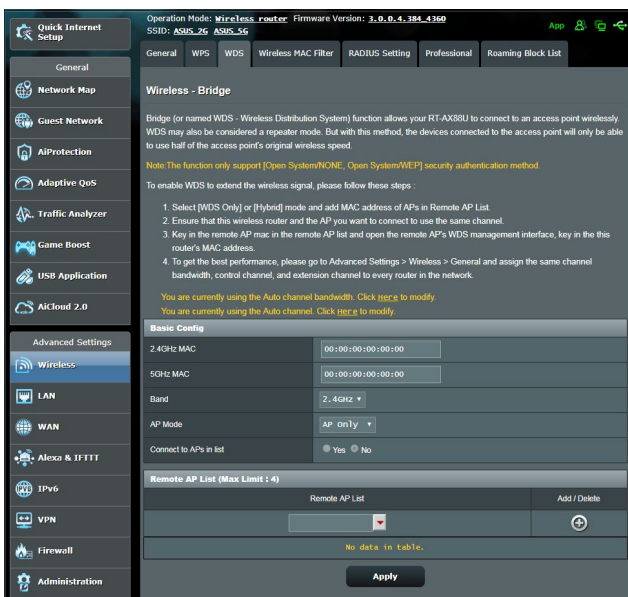 Quick Internet
Setup
General
Network Map
Guest Network
AiProtection
Adaptive QoS
Traffic Analyzer
Game Boost
USB Application
AiCloud 2.0
Advanced Settings
Wireless
LAN
WAN
Alexa & IFTTT
IPv6
VPN
Firewall
Administration
Operation Mode: Wireless router Firmware Version: 3.0.0.4.384_4360
SSID: ASUS_2G ASUS_5G
App
General WPS WDS Wireless MAC Filter RADIUS Setting Professional Roaming Block List
Wireless - Bridge
Bridge (or named WDS - Wireless Distribution System) function allows your RT-AX88U to connect to an access point wirelessly.
WDS may also be considered a repeater mode. But with this method, the devices connected to the access point will only be able
to use half of the access point's original wireless speed.
Note:The function only support [Open System/NONE, Open System/WEP] security authentication method.
To enable WDS to extend the wireless signal, please follow these steps :
1. Select [WDS Only] or [Hybrid] mode and add MAC address of APs in Remote AP List.
2. Ensure that this wireless router and the AP you want to connect to use the same channel.
3. Key in the remote AP mac in the remote AP list and open the remote AP's WDS management interface, key in the this
router's MAC address.
4. To get the best performance, please go to Advanced Settings > Wireless > General and assign the same channel
bandwidth, control channel, and extension channel to every router in the network.
You are currently using the Auto channel bandwidth. Click Here to modify.
You are currently using the Auto channel. Click Here to modify.
Basic Config
2.4GHz MAC 00:00:00:00:00:00
5GHz MAC 00:00:00:00:00:00
Band 2.4GHz
AP Mode AP Only
Connect to APs in list Yes No
Remote AP List (Max Limit : 4)
Remote AP List Add / Delete
No data in table.
Apply